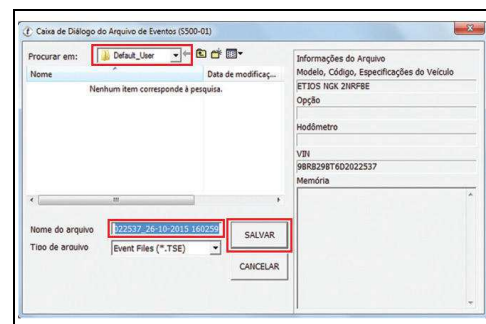 Caixa de Diálogo do Arquivo de Eventos (S500-01)
Procurar em:
Default_User
Nome
Data de modificaç...
Nenhum item corresponde à pesquisa.
Nome do arquivo
022537_26-10-2015 160259
SALVAR
Tipo de arquivo
Event Files (*.TSE)
CANCELAR
Informações do Arquivo
Modelo, Código, Especificações do Veículo
ETIOS NGK 2NRFBE
Opção
Hodômetro
VIN
9BRB29BT6D2022537
Memória